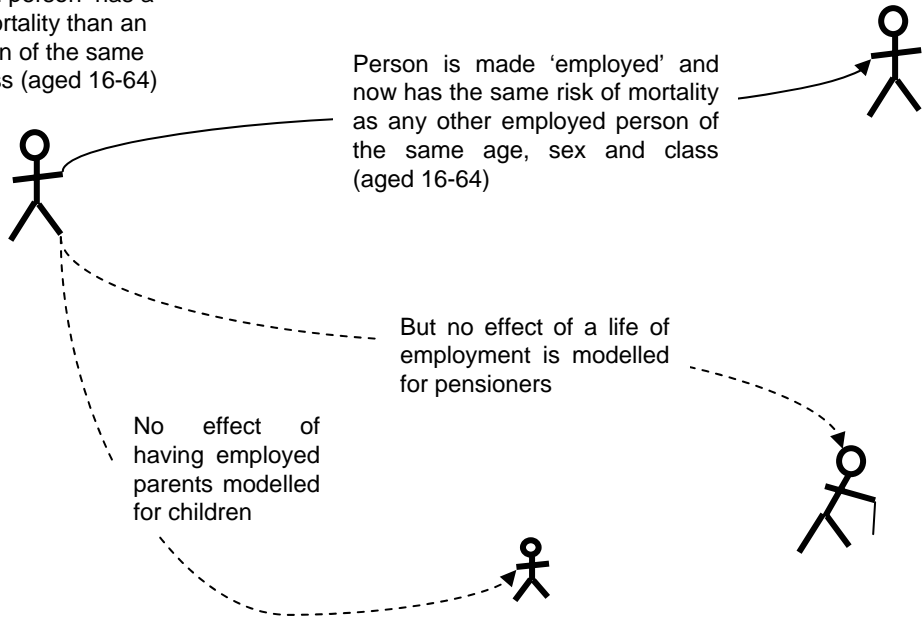 person' has a
mortality than an
n of the same
ss (aged 16-64)
Person is made ‘employed’ and
now has the same risk of mortality
as any other employed person of
the same age, sex and class
(aged 16-64)
But no effect of a life of
employment is modelled
for pensioners
No effect of
having employed
parents modelled
for children